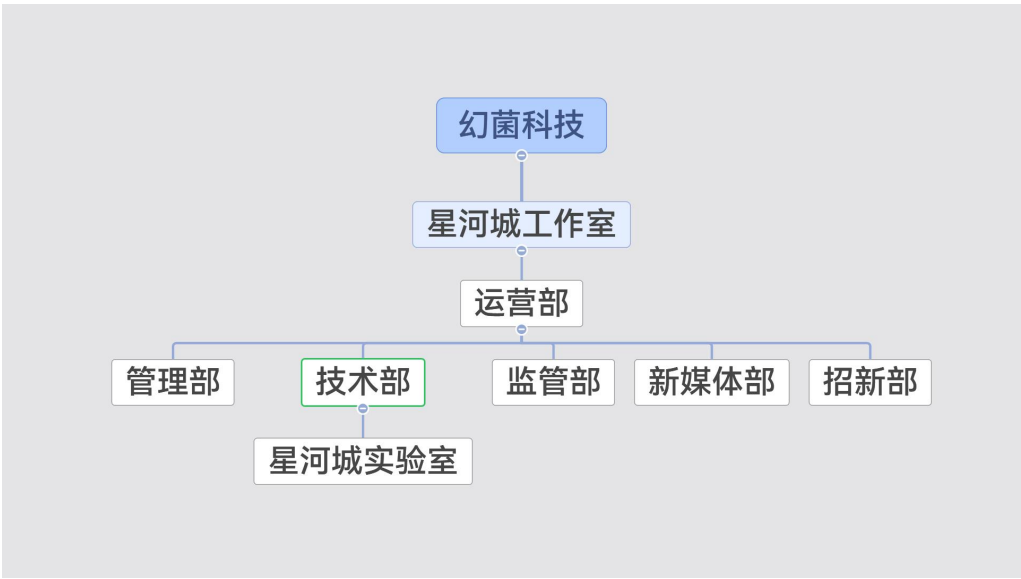 幻菌科技
星河城工作室
运营部
管理部
技术部
监管部
新媒体部
招新部
星河城实验室